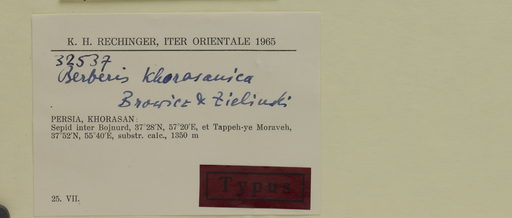 K. H. RECHINGER, ITER ORIENTALE 1965
32537
Berberis khorasanica
Browicz & Zielinski
PERSIA, KHORASAN:
Sepid inter Bojnurd, 37°28'N, 57°20'E, et Tappeh-ye Moraveh,
37°52'N, 55°40'E, substr. calc., 1350 m
Typus
25. VII.